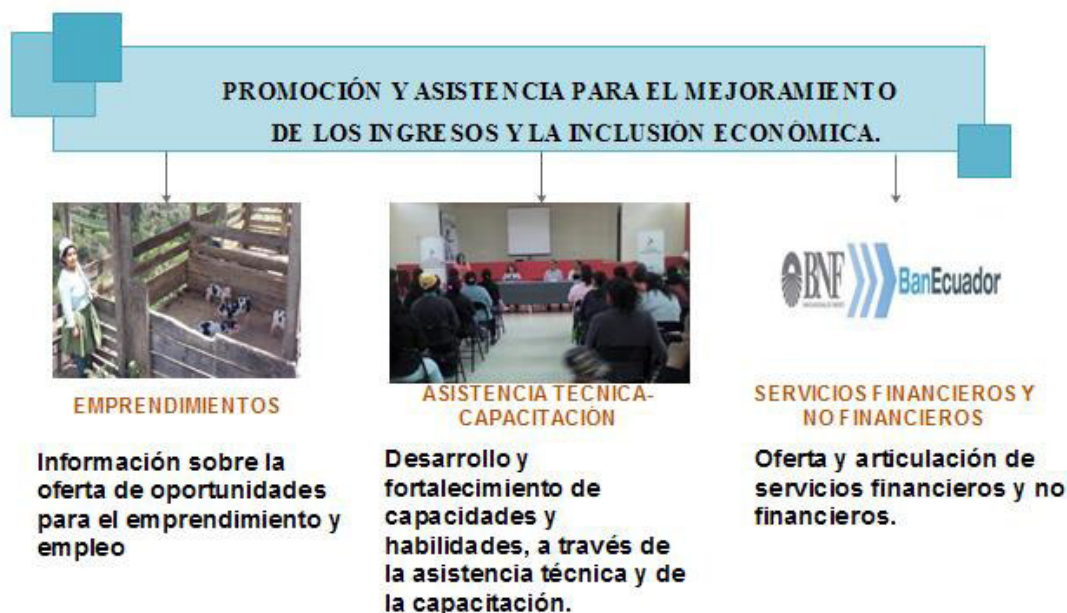 PROMOCIÓN Y ASISTENCIA PARA EL MEJORAMIENTO
DE LOS INGRESOS Y LA INCLUSIÓN ECONÓMICA.
BNF
BanEcuador
EMPRENDIMIENTOS
Información sobre la
oferta de oportunidades
para el emprendimiento y
empleo
ASISTENCIA TECNICA-
CAPACITACIÓN
Desarrollo y
fortalecimiento de
capacidades y
habilidades, a través de
la asistencia técnica y de
la capacitación.
SERVICIOS FINANCIEROS Y
NO FINANCIEROS
Oferta y articulación de
servicios financieros y no
financieros.